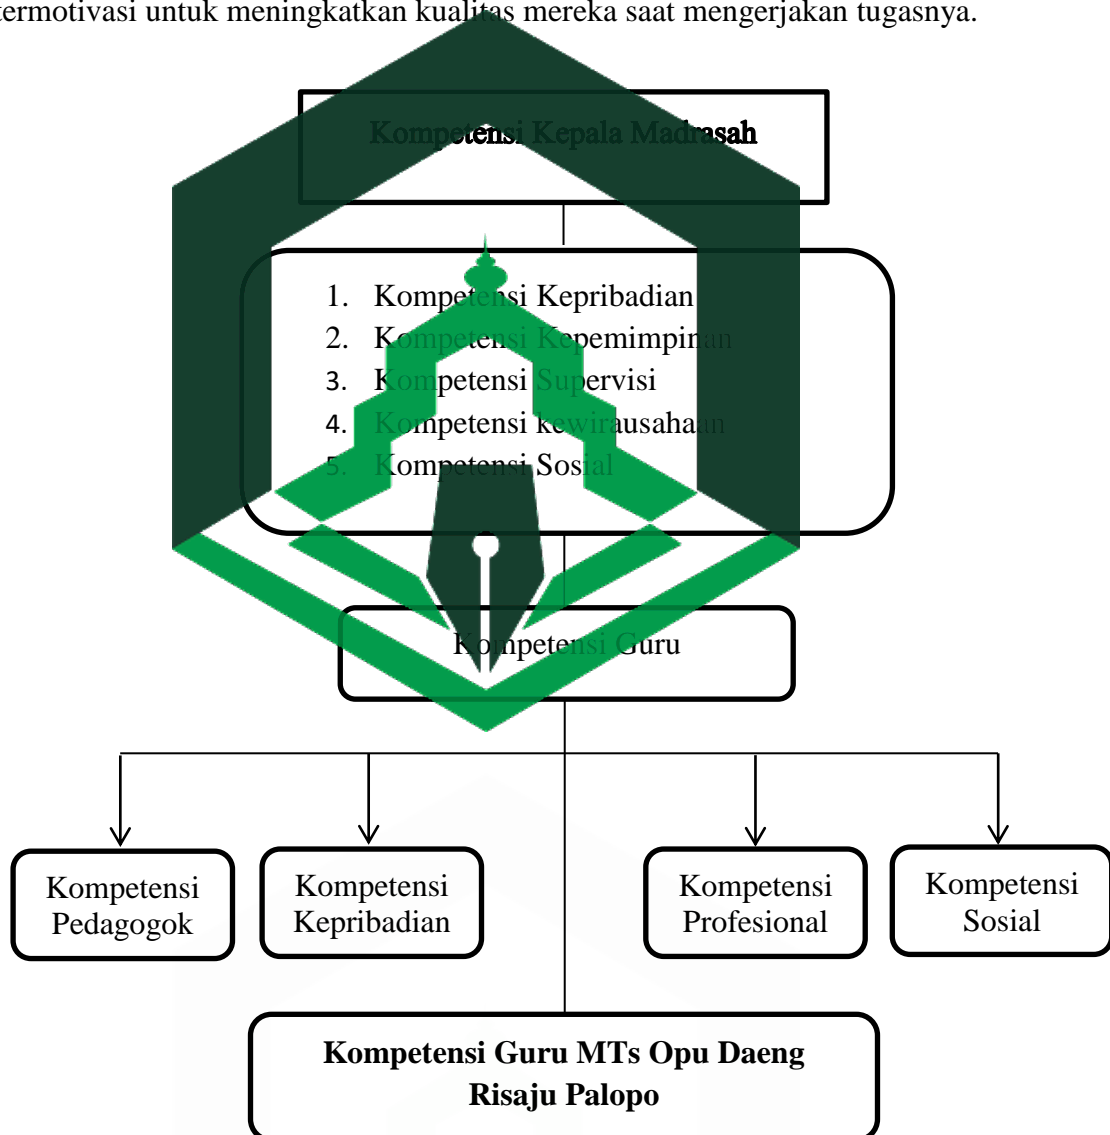 termotivasi untuk meningkatkan kualitas mereka saat mengerjakan tugasnya.
Kompetensi Kepala Madrasah
1. Kompetensi Kepribadian
2. Kompetensi Kepemimpinan
3. Kompetensi Supervisi
4. Kompetensi kewirausahaan
5. Kompetensi Sosial
Kompetensi Guru
Kompetensi
Pedagogok
Kompetensi
Kepribadian
Kompetensi
Profesional
Kompetensi
Sosial
Kompetensi Guru MTs Opu Daeng
Risaju Palopo